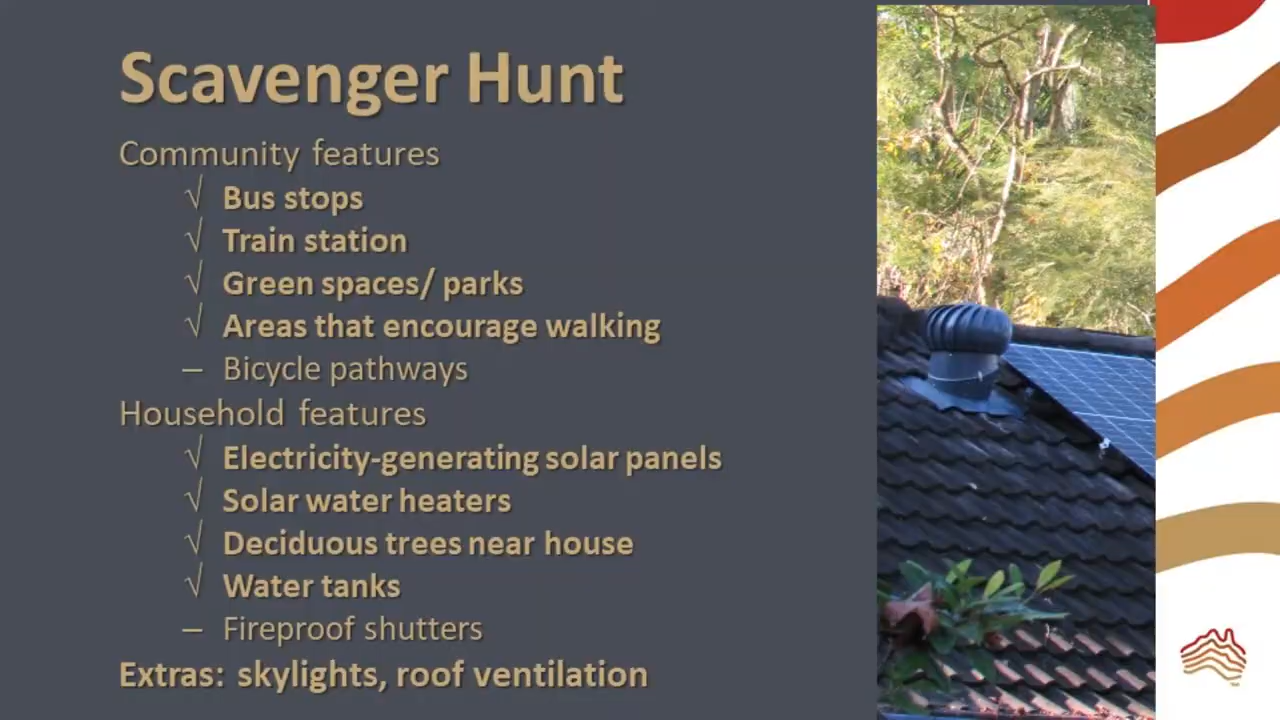 Scavenger Hunt
Community features
√ Bus stops
√ Train station
√ Green spaces/ parks
√ Areas that encourage walking
– Bicycle pathways
Household features
√ Electricity-generating solar panels
√ Solar water heaters
√ Deciduous trees near house
√ Water tanks
– Fireproof shutters
Extras: skylights, roof ventilation